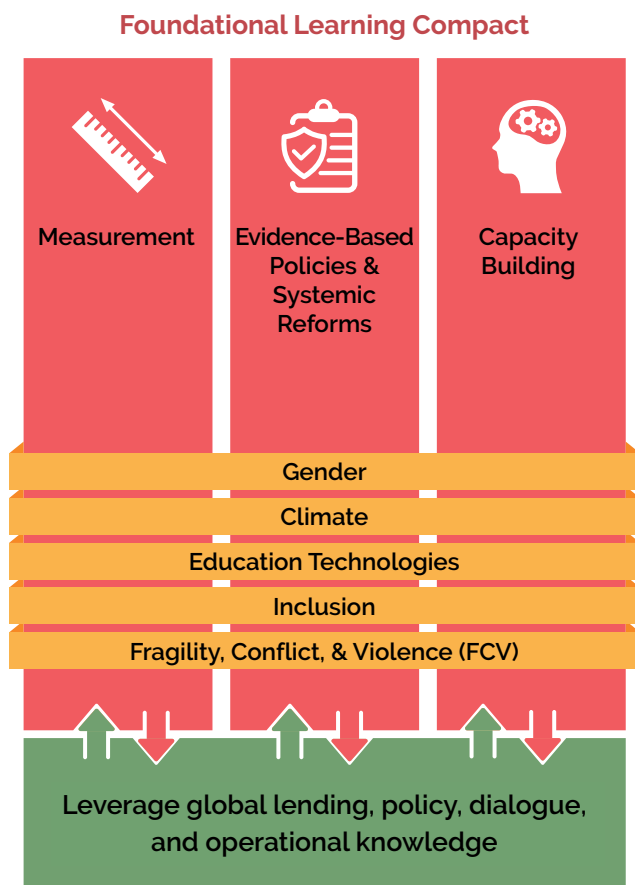 Foundational Learning Compact
Measurement
Evidence-Based
Policies &
Systemic
Reforms
Capacity
Building
Gender
Climate
Education Technologies
Inclusion
Fragility, Conflict, & Violence (FCV)
Leverage global lending, policy, dialogue,
and operational knowledge